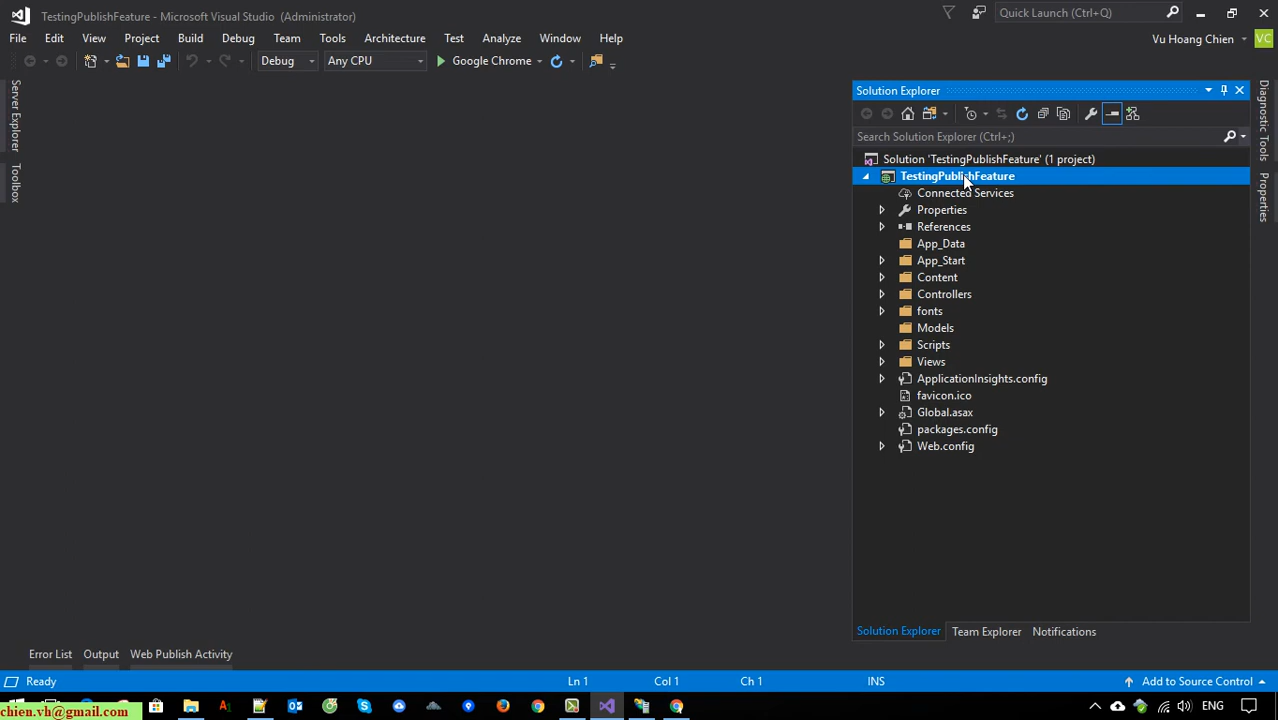 TestingPublishFeature - Microsoft Visual Studio (Administrator)
Quick Launch (Ctrl+Q)
File Edit View Project Build Debug Team Tools Architecture Test Analyze Window Help
Vu Hoang Chien VC
Debug Any CPU Google Chrome
Server Explorer
Toolbox
Solution Explorer
Search Solution Explorer (Ctrl+;)
Solution 'TestingPublishFeature' (1 project)
TestingPublishFeature
Connected Services
Properties
References
App_Data
App_Start
Content
Controllers
fonts
Models
Scripts
Views
ApplicationInsights.config
favicon.ico
Global.asax
packages.config
Web.config
Diagnostic Tools
Properties
Solution Explorer Team Explorer Notifications
Error List Output Web Publish Activity
Ready Ln 1 Col 1 Ch 1 INS Add to Source Control
chien.vh@gmail.com
ENG